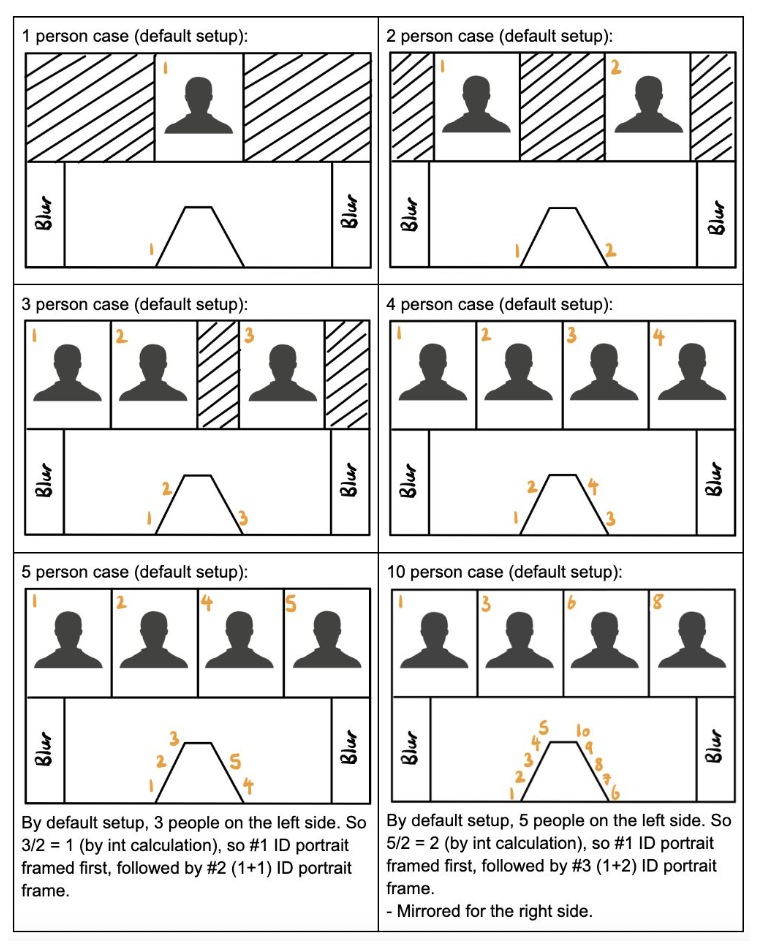 1 person case (default setup):
1
Blur
1
Blur
2 person case (default setup):
1 2
Blur
1 2
Blur
3 person case (default setup):
1 2 3
Blur
2
1 3
Blur
4 person case (default setup):
1 2 3 4
Blur
2 4
1 3
Blur
5 person case (default setup):
1 2 4 5
Blur
3
2 5
1 4
Blur
By default setup, 3 people on the left side. So
3/2 = 1 (by int calculation), so #1 ID portrait
framed first, followed by #2 (1+1) ID portrait
frame.
10 person case (default setup):
1 3 6 8
Blur
5 10
4 9
3 8
2 7
1 6
Blur
By default setup, 5 people on the left side. So
5/2 = 2 (by int calculation), so #1 ID portrait
framed first, followed by #3 (1+2) ID portrait
frame.
- Mirrored for the right side.